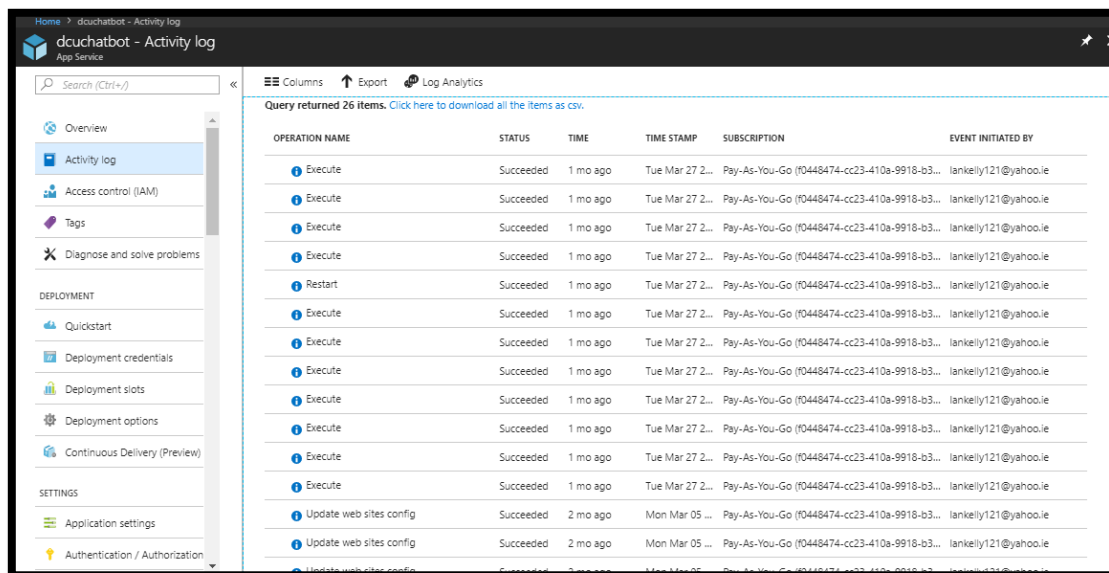 Home > dcuchatbot - Activity log
dcuchatbot - Activity log
App Service
Search (Ctrl+/)
«
Overview
Activity log
Access control (IAM)
Tags
Diagnose and solve problems
DEPLOYMENT
Quickstart
Deployment credentials
Deployment slots
Deployment options
Continuous Delivery (Preview)
SETTINGS
Application settings
Authentication / Authorization
Columns Export Log Analytics
Query returned 26 items. Click here to download all the items as csv.
OPERATION NAME STATUS TIME TIME STAMP SUBSCRIPTION EVENT INITIATED BY
Execute Succeeded 1 mo ago Tue Mar 27 2... Pay-As-You-Go (f0448474-cc23-410a-9918-b3... Iankelly121@yahoo.ie
Execute Succeeded 1 mo ago Tue Mar 27 2... Pay-As-You-Go (f0448474-cc23-410a-9918-b3... Iankelly121@yahoo.ie
Execute Succeeded 1 mo ago Tue Mar 27 2... Pay-As-You-Go (f0448474-cc23-410a-9918-b3... Iankelly121@yahoo.ie
Execute Succeeded 1 mo ago Tue Mar 27 2... Pay-As-You-Go (f0448474-cc23-410a-9918-b3... Iankelly121@yahoo.ie
Restart Succeeded 1 mo ago Tue Mar 27 2... Pay-As-You-Go (f0448474-cc23-410a-9918-b3... Iankelly121@yahoo.ie
Execute Succeeded 1 mo ago Tue Mar 27 2... Pay-As-You-Go (f0448474-cc23-410a-9918-b3... Iankelly121@yahoo.ie
Execute Succeeded 1 mo ago Tue Mar 27 2... Pay-As-You-Go (f0448474-cc23-410a-9918-b3... Iankelly121@yahoo.ie
Execute Succeeded 1 mo ago Tue Mar 27 2... Pay-As-You-Go (f0448474-cc23-410a-9918-b3... Iankelly121@yahoo.ie
Execute Succeeded 1 mo ago Tue Mar 27 2... Pay-As-You-Go (f0448474-cc23-410a-9918-b3... Iankelly121@yahoo.ie
Execute Succeeded 1 mo ago Tue Mar 27 2... Pay-As-You-Go (f0448474-cc23-410a-9918-b3... Iankelly121@yahoo.ie
Execute Succeeded 1 mo ago Tue Mar 27 2... Pay-As-You-Go (f0448474-cc23-410a-9918-b3... Iankelly121@yahoo.ie
Execute Succeeded 1 mo ago Tue Mar 27 2... Pay-As-You-Go (f0448474-cc23-410a-9918-b3... Iankelly121@yahoo.ie
Update web sites config Succeeded 2 mo ago Mon Mar 05 ... Pay-As-You-Go (f0448474-cc23-410a-9918-b3... Iankelly121@yahoo.ie
Update web sites config Succeeded 2 mo ago Mon Mar 05 ... Pay-As-You-Go (f0448474-cc23-410a-9918-b3... Iankelly121@yahoo.ie